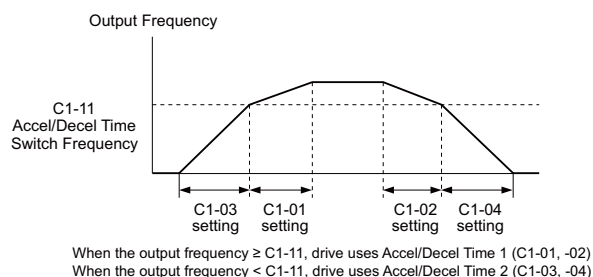 Output Frequency
C1-11
Accel/Decel Time
Switch Frequency
C1-03
setting
C1-01
setting
C1-02
setting
C1-04
setting
When the output frequency ≥ C1-11, drive uses Accel/Decel Time 1 (C1-01, -02)
When the output frequency < C1-11, drive uses Accel/Decel Time 2 (C1-03, -04)